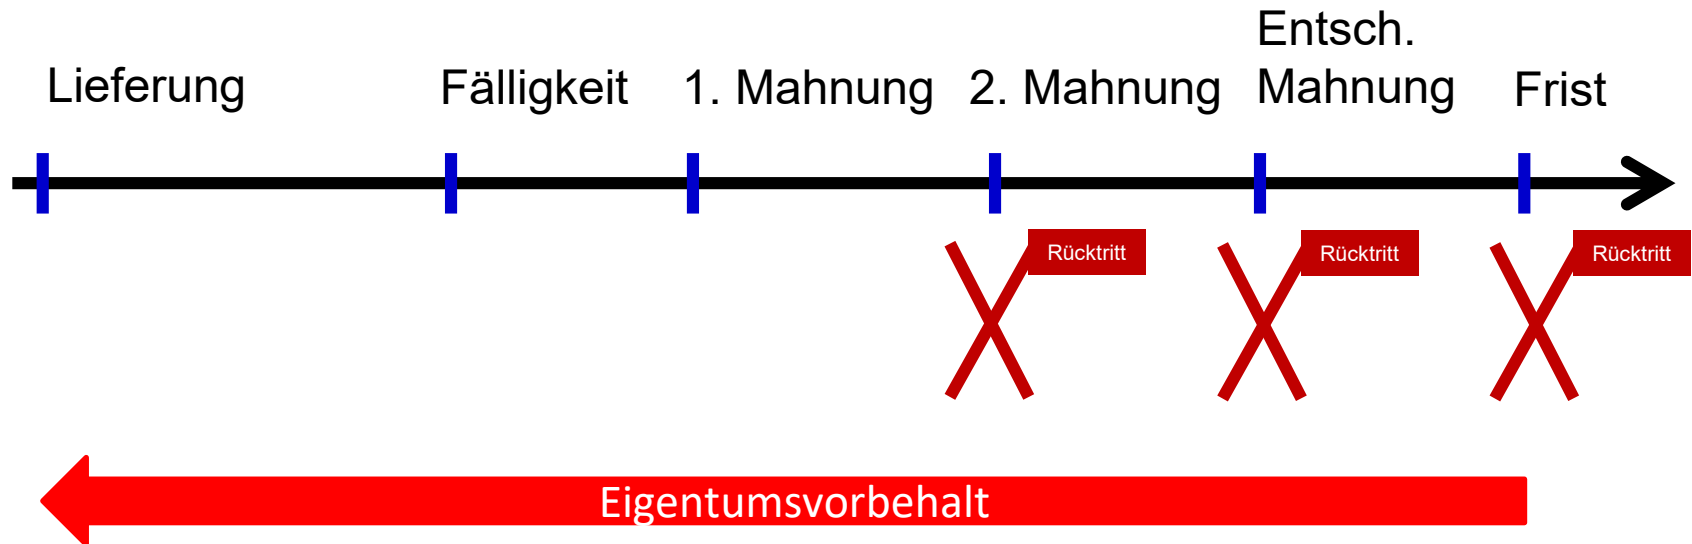 Lieferung
Fälligkeit
1. Mahnung
2. Mahnung
Entsch.
Mahnung
Frist
Rücktritt
Rücktritt
Rücktritt
Eigentumsvorbehalt